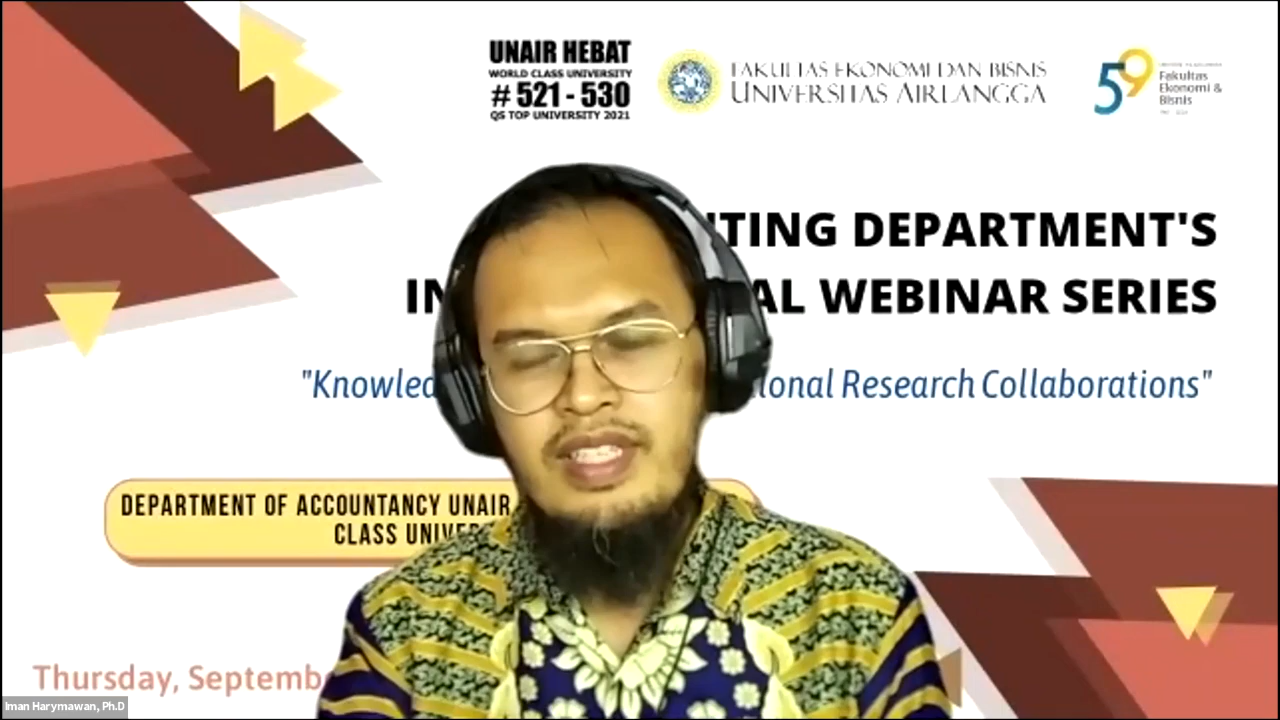 UNAIR HEBAT
WORLD CLASS UNIVERSITY
# 521 - 530
QS TOP UNIVERSITY 2021
FAKULTAS EKONOMI DAN BISNIS
UNIVERSITAS AIRLANGGA
59
Fakultas
Ekonomi &
Bisnis
TING DEPARTMENT'S
IN AL WEBINAR SERIES
"Knowled ional Research Collaborations"
DEPARTMENT OF ACCOUNTANCY UNAIR
CLASS UNIVER
Thursday, Septembe
Iman Harymawan, Ph.D